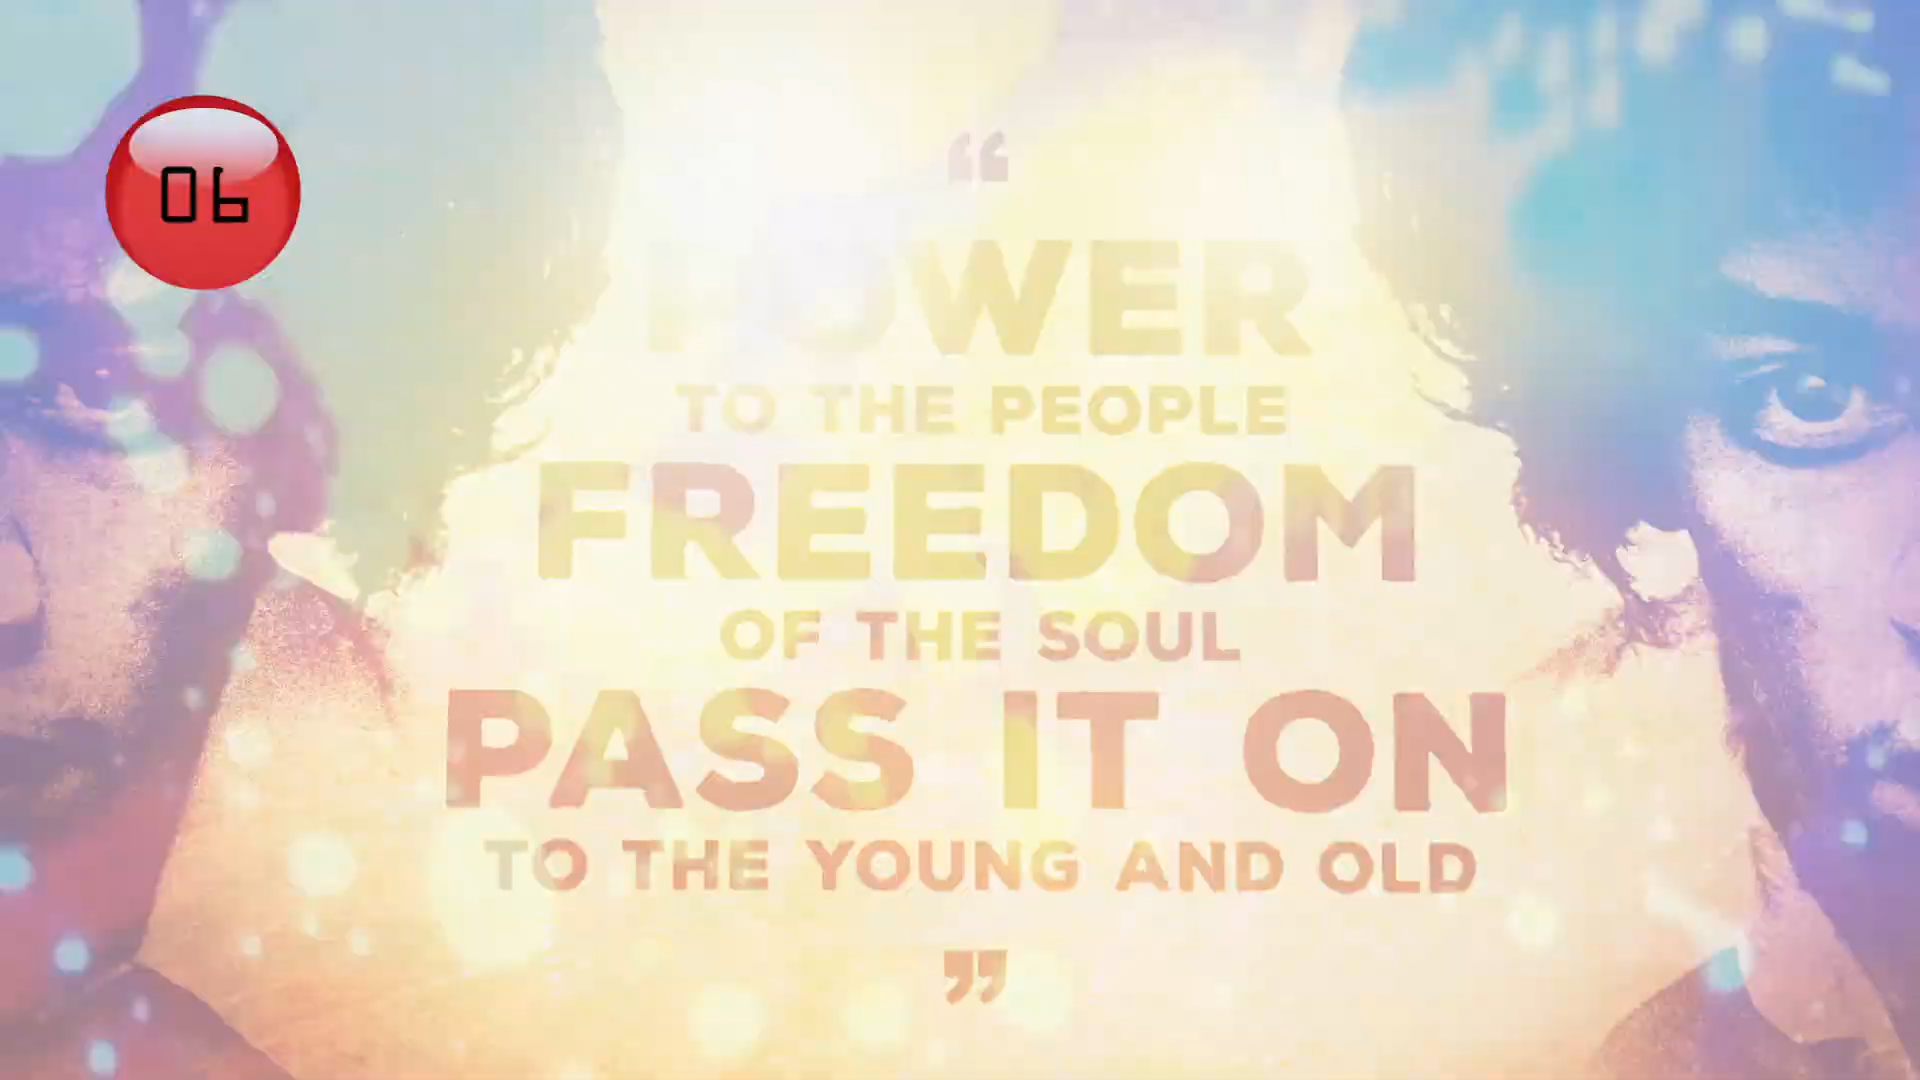 06
“
POWER
TO THE PEOPLE
FREEDOM
OF THE SOUL
PASS IT ON
TO THE YOUNG AND OLD
”